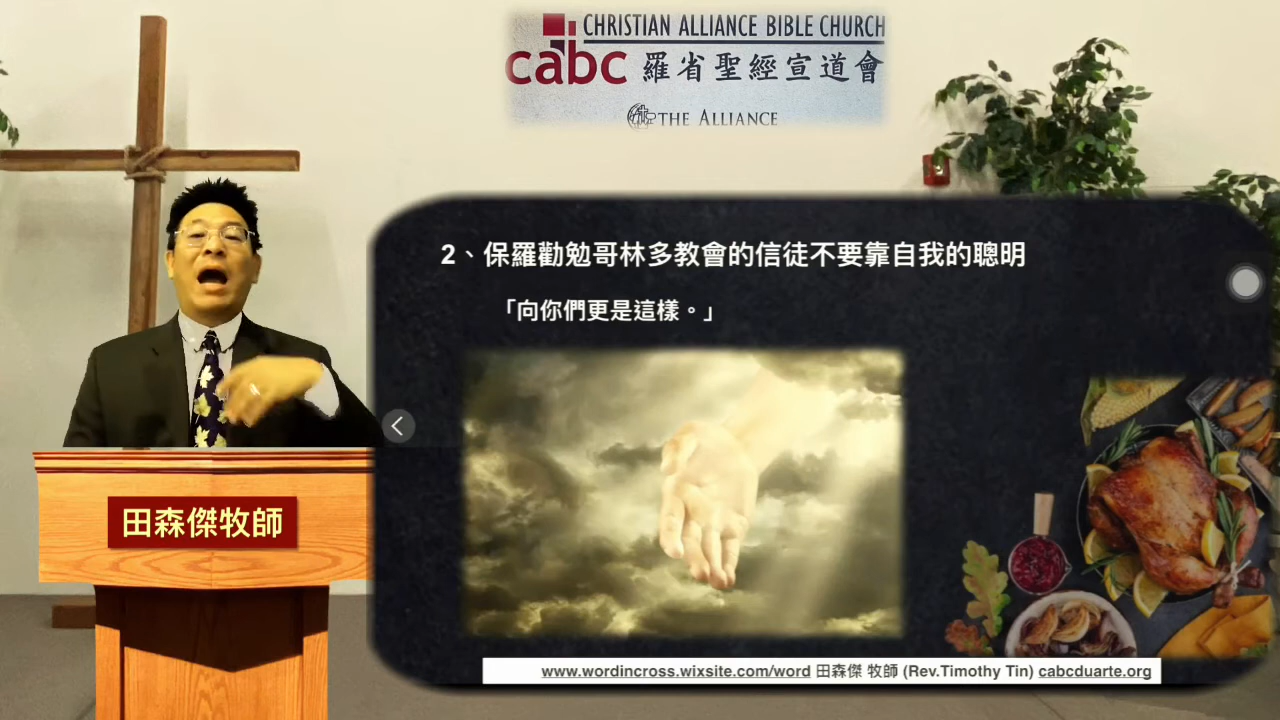 CHRISTIAN ALLIANCE BIBLE CHURCH
cabc 羅省聖經宣道會
THE ALLIANCE
2、保羅勸勉哥林多教會的信徒不要靠自我的聰明
「向你們更是這樣。」
田森傑牧師
www.wordincross.wixsite.com/word 田森傑 牧師 (Rev.Timothy Tin) cabcduarte.org